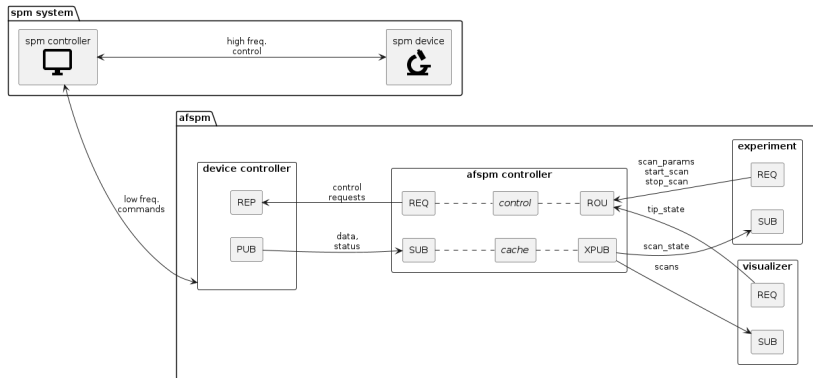 spm system
spm controller
high freq.
control
spm device
afspm
low freq.
commands
device controller
REP
PUB
control
requests
data,
status
afspm controller
REQ
control
ROU
SUB
cache
XPUB
scan_params
start_scan
stop_scan
tip_state
scan_state
scans
experiment
REQ
SUB
visualizer
REQ
SUB